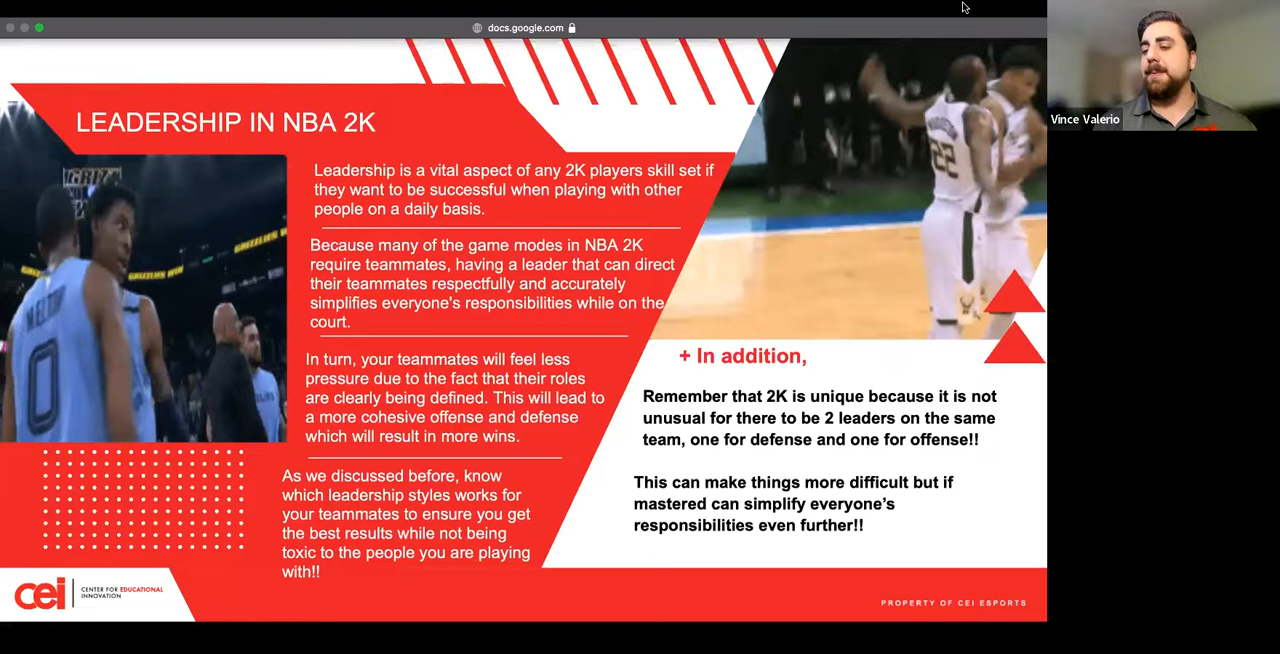 docs.google.com
Vince Valerio
LEADERSHIP IN NBA 2K
Leadership is a vital aspect of any 2K players skill set if
they want to be successful when playing with other
people on a daily basis.
Because many of the game modes in NBA 2K
require teammates, having a leader that can direct
their teammates respectfully and accurately
simplifies everyone's responsibilities while on the
court.
In turn, your teammates will feel less
pressure due to the fact that their roles
are clearly being defined. This will lead to
a more cohesive offense and defense
which will result in more wins.
As we discussed before, know
which leadership styles works for
your teammates to ensure you get
the best results while not being
toxic to the people you are playing
with!!
GRIZZ
MELTON
0
GRIZZLIES WIN
22
+ In addition,
Remember that 2K is unique because it is not
unusual for there to be 2 leaders on the same
team, one for defense and one for offense!!
This can make things more difficult but if
mastered can simplify everyone’s
responsibilities even further!!
cei
CENTER FOR EDUCATIONAL
INNOVATION
PROPERTY OF CEI ESPORTS